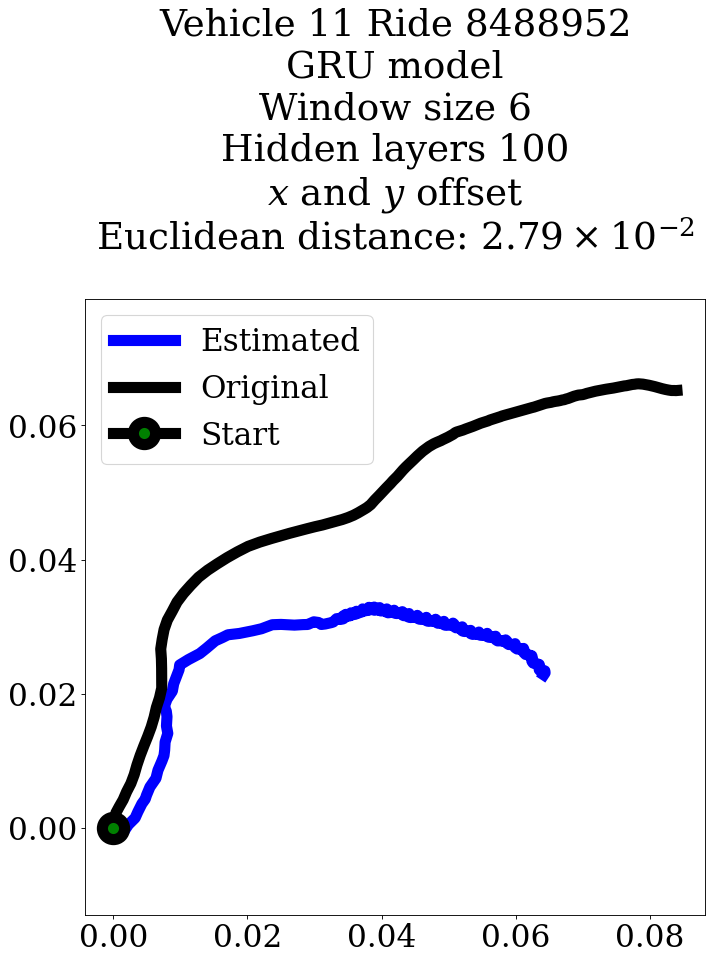 Vehicle 11 Ride 8488952
GRU model
Window size 6
Hidden layers 100
x and y offset
Euclidean distance: 2.79 × 10⁻²
Estimated
Original
Start
0.06
0.04
0.02
0.00
0.00 0.02 0.04 0.06 0.08